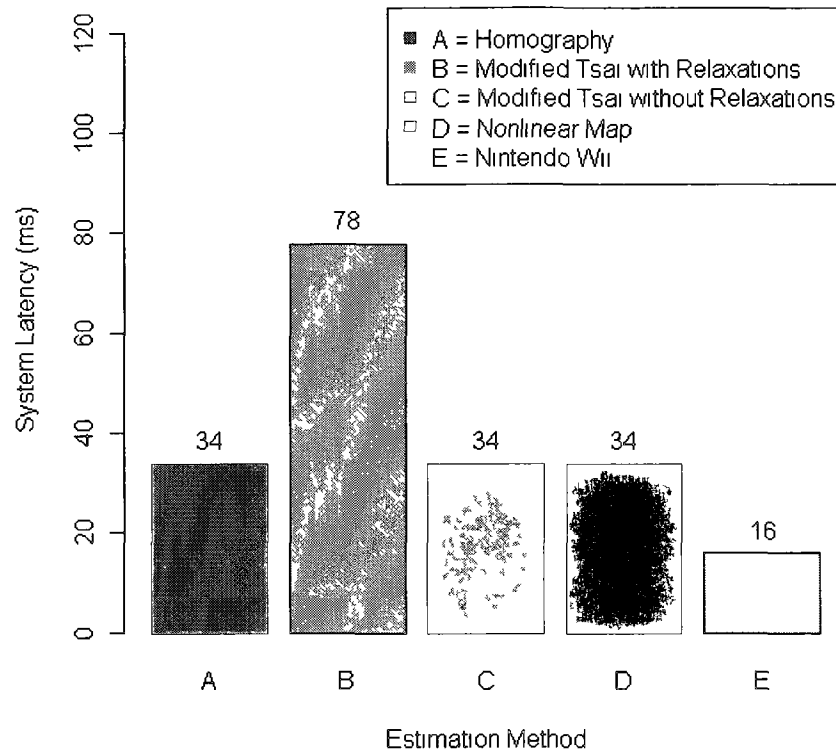 120
100
80
60
40
20
0
System Latency (ms)
A = Homography
B = Modified Tsai with Relaxations
C = Modified Tsai without Relaxations
D = Nonlinear Map
E = Nintendo Wii
34
78
34
34
16
A B C D E
Estimation Method